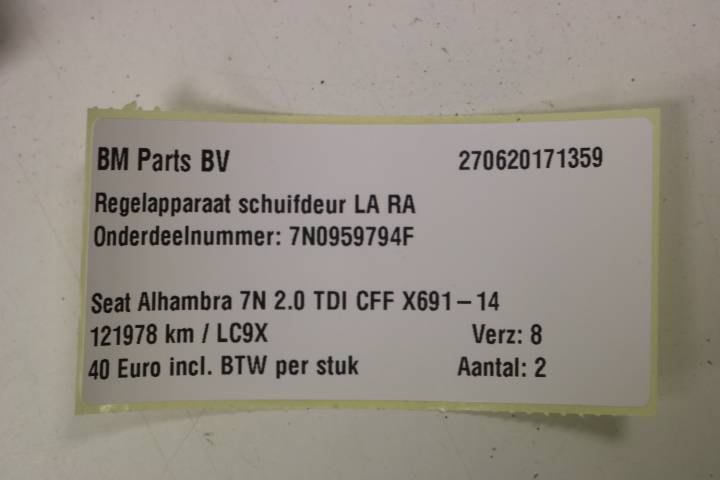 BM Parts BV 270620171359
Regelapparaat schuifdeur LA RA
Onderdeelnummer: 7N0959794F
Seat Alhambra 7N 2.0 TDI CFF X691-14
121978 km / LC9X Verz: 8
40 Euro incl. BTW per stuk Aantal: 2